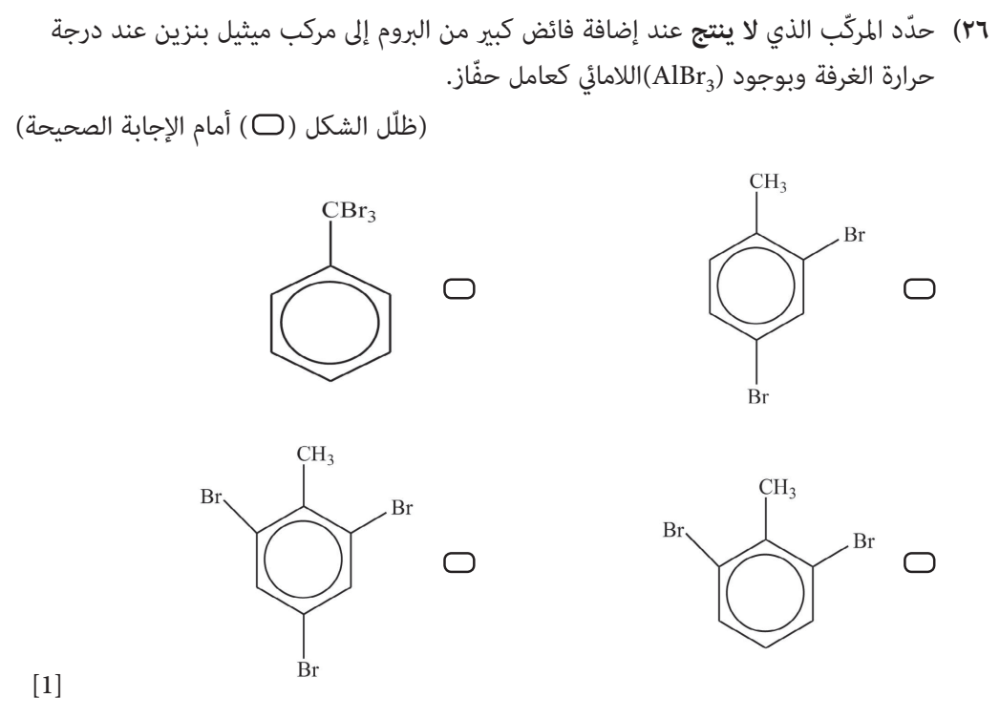 ٢٦) حدّد المركّب الذي لا ينتج عند إضافة فائض كبير من البروم إلى مركب ميثيل بنزين عند درجة
حرارة الغرفة وبوجود (AlBr₃)اللامائي كعامل حفّاز.
(ظلّل الشكل ( ) أمام الإجابة الصحيحة)
CH₃
Br
Br
CBr₃
CH₃
Br
Br
CH₃
Br
Br
Br
[1]